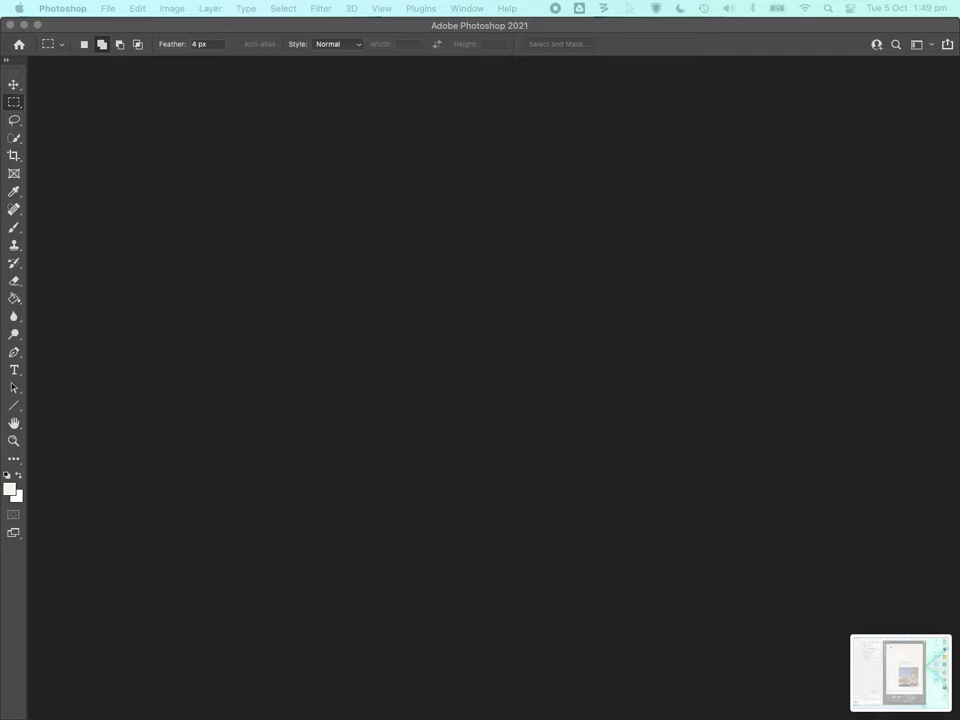 Photoshop File Edit Image Layer Type Select Filter 3D View Plugins Window Help Tue 5 Oct 1:49 pm
Adobe Photoshop 2021
Feather: 4 px Anti-alias Style: Normal Width: Height: Select and Mask...